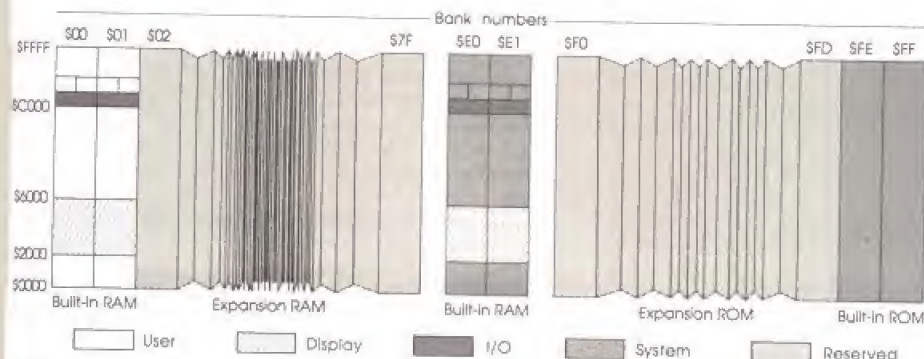 Bank numbers
$00 $01 $02 $7F $E0 $E1 $F0 $FD $FE $FF
$FFFF
$C000
$6000
$2000
$0000
Built-in RAM Expansion RAM Built-in RAM Expansion ROM Built-in ROM
User Display I/O System Reserved